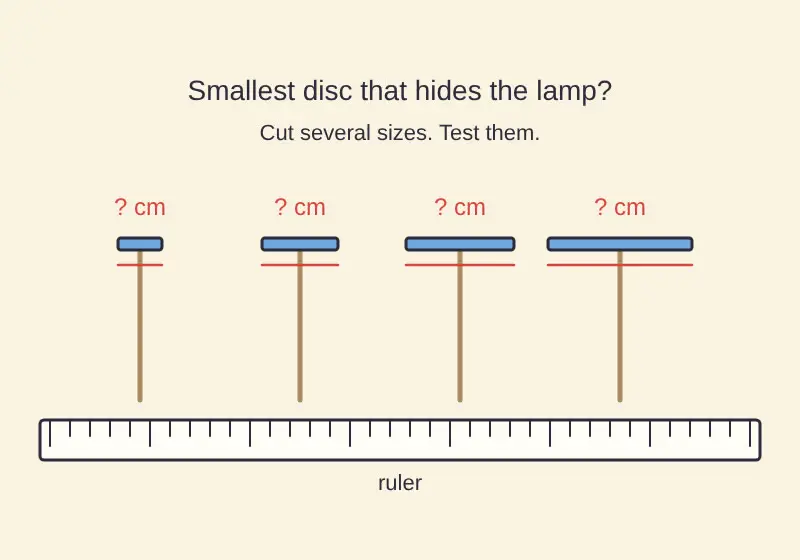 Smallest disc that hides the lamp?
Cut several sizes. Test them.
? cm ? cm ? cm ? cm
ruler